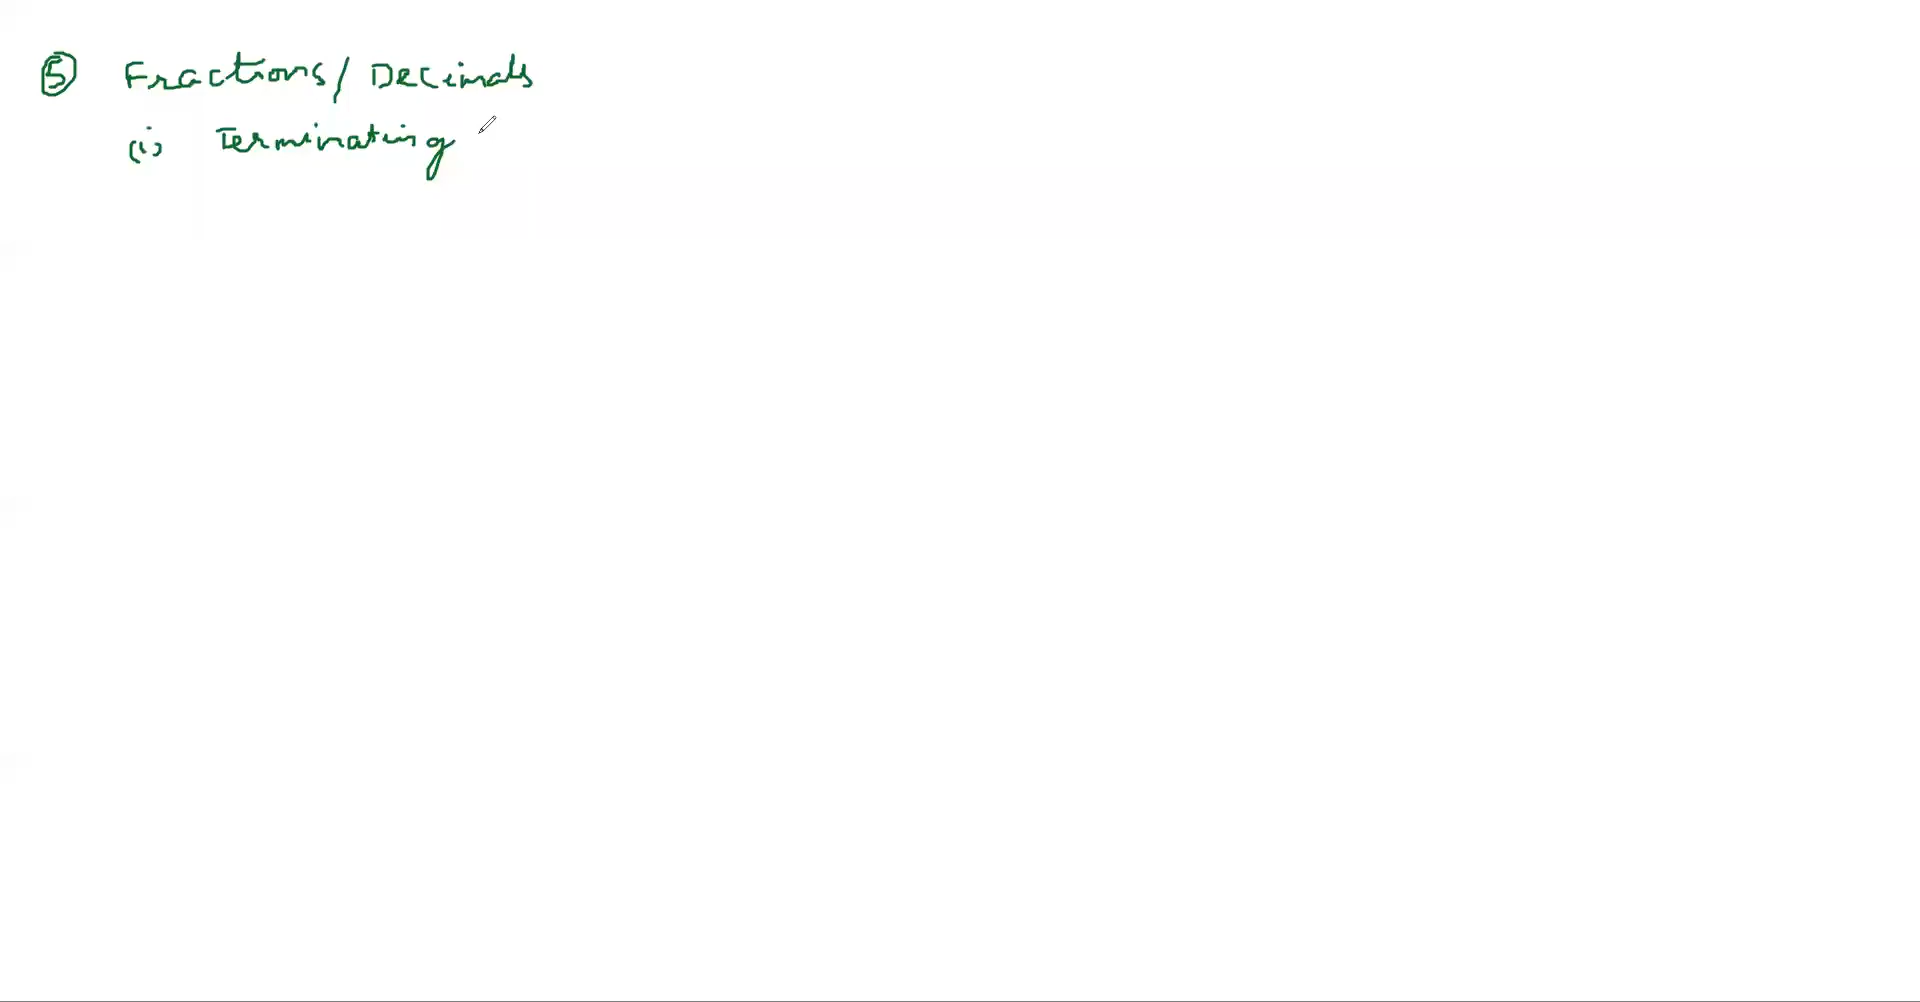 ⑤ Fractions/Decimals
(i) Terminating